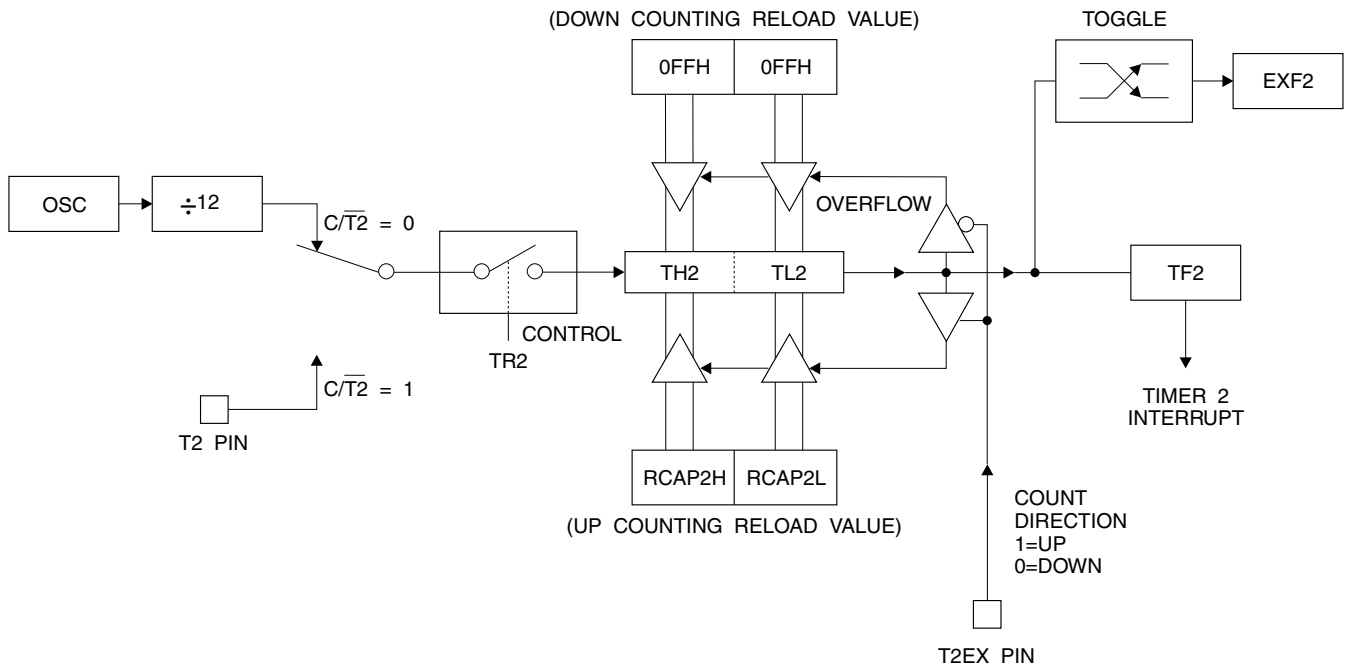 (DOWN COUNTING RELOAD VALUE)
TOGGLE
0FFH
0FFH
EXF2
OSC
÷12
C/T2̅ = 0
OVERFLOW
TH2
TL2
TF2
CONTROL
TR2
C/T2̅ = 1
T2 PIN
TIMER 2
INTERRUPT
RCAP2H
RCAP2L
(UP COUNTING RELOAD VALUE)
COUNT
DIRECTION
1=UP
0=DOWN
T2EX PIN